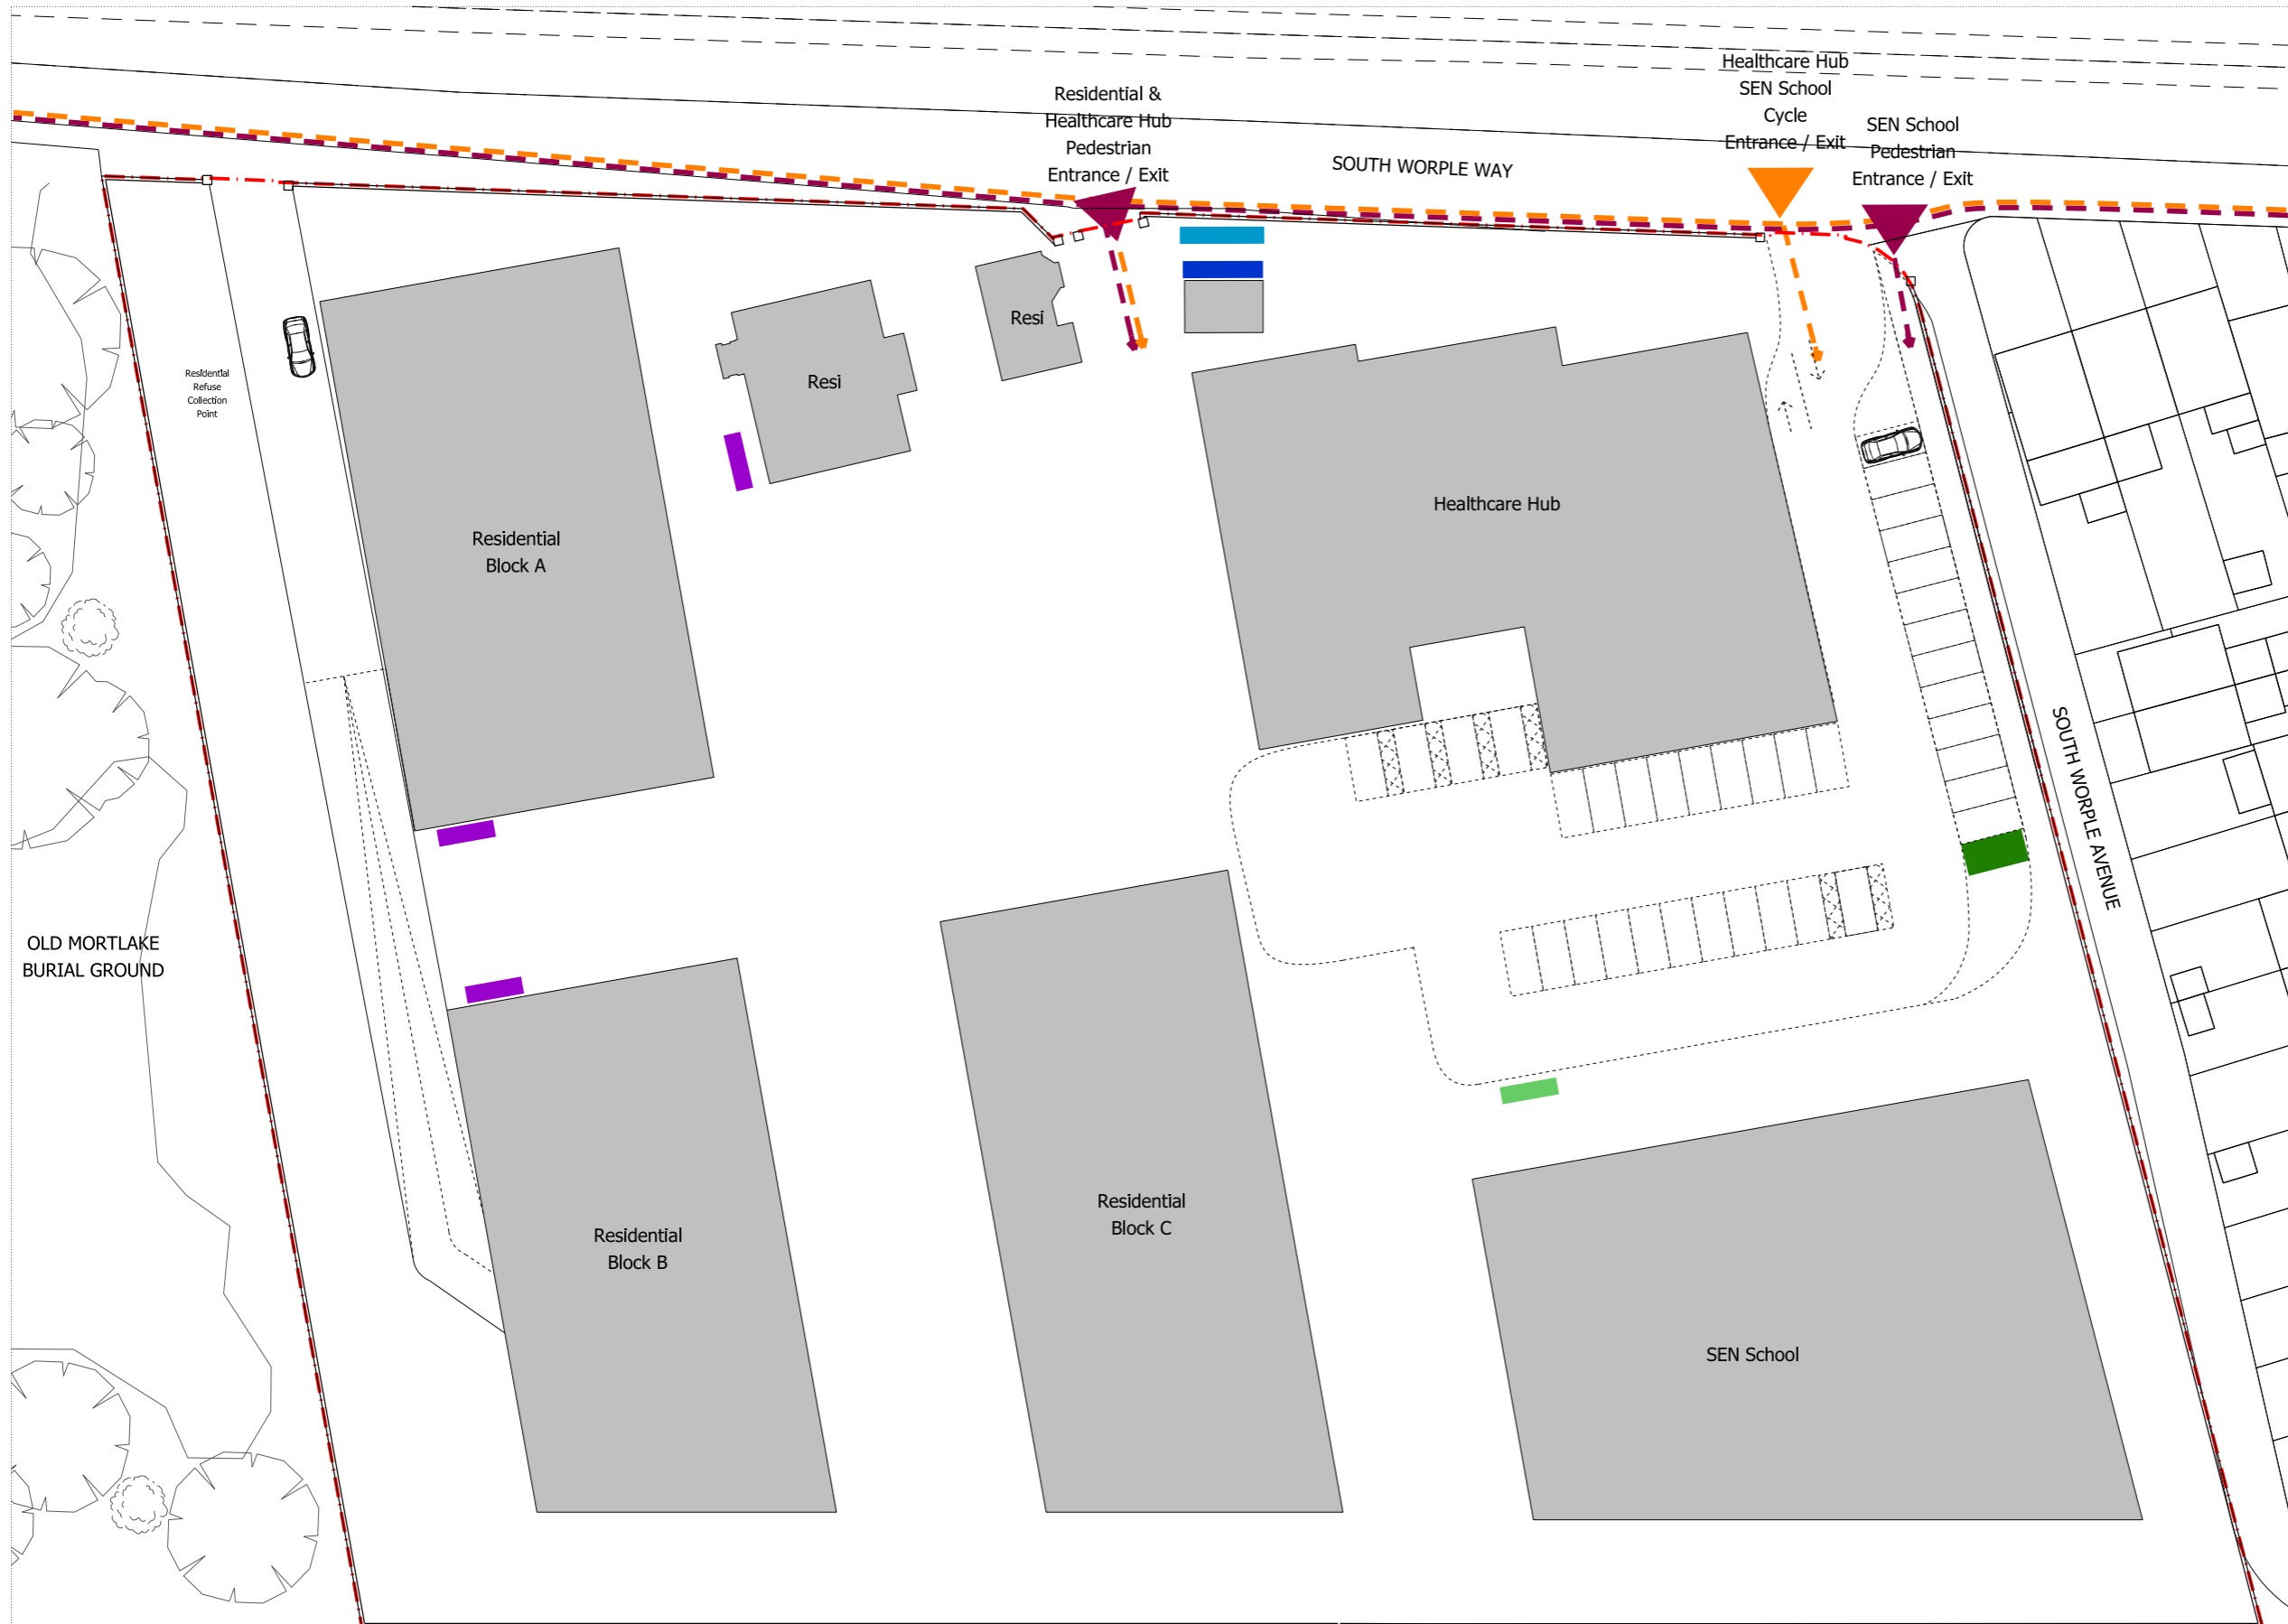 Healthcare Hub
SEN School
Cycle
Entrance / Exit
Residential &
Healthcare Hub
Pedestrian
Entrance / Exit
SEN School
Pedestrian
Entrance / Exit
SOUTH WORPLE WAY
Resi
Resi
Residential
Refuse
Collection
Point
Healthcare Hub
Residential
Block A
SOUTH WORPLE AVENUE
OLD MORTLAKE
BURIAL GROUND
Residential
Block C
Residential
Block B
SEN School